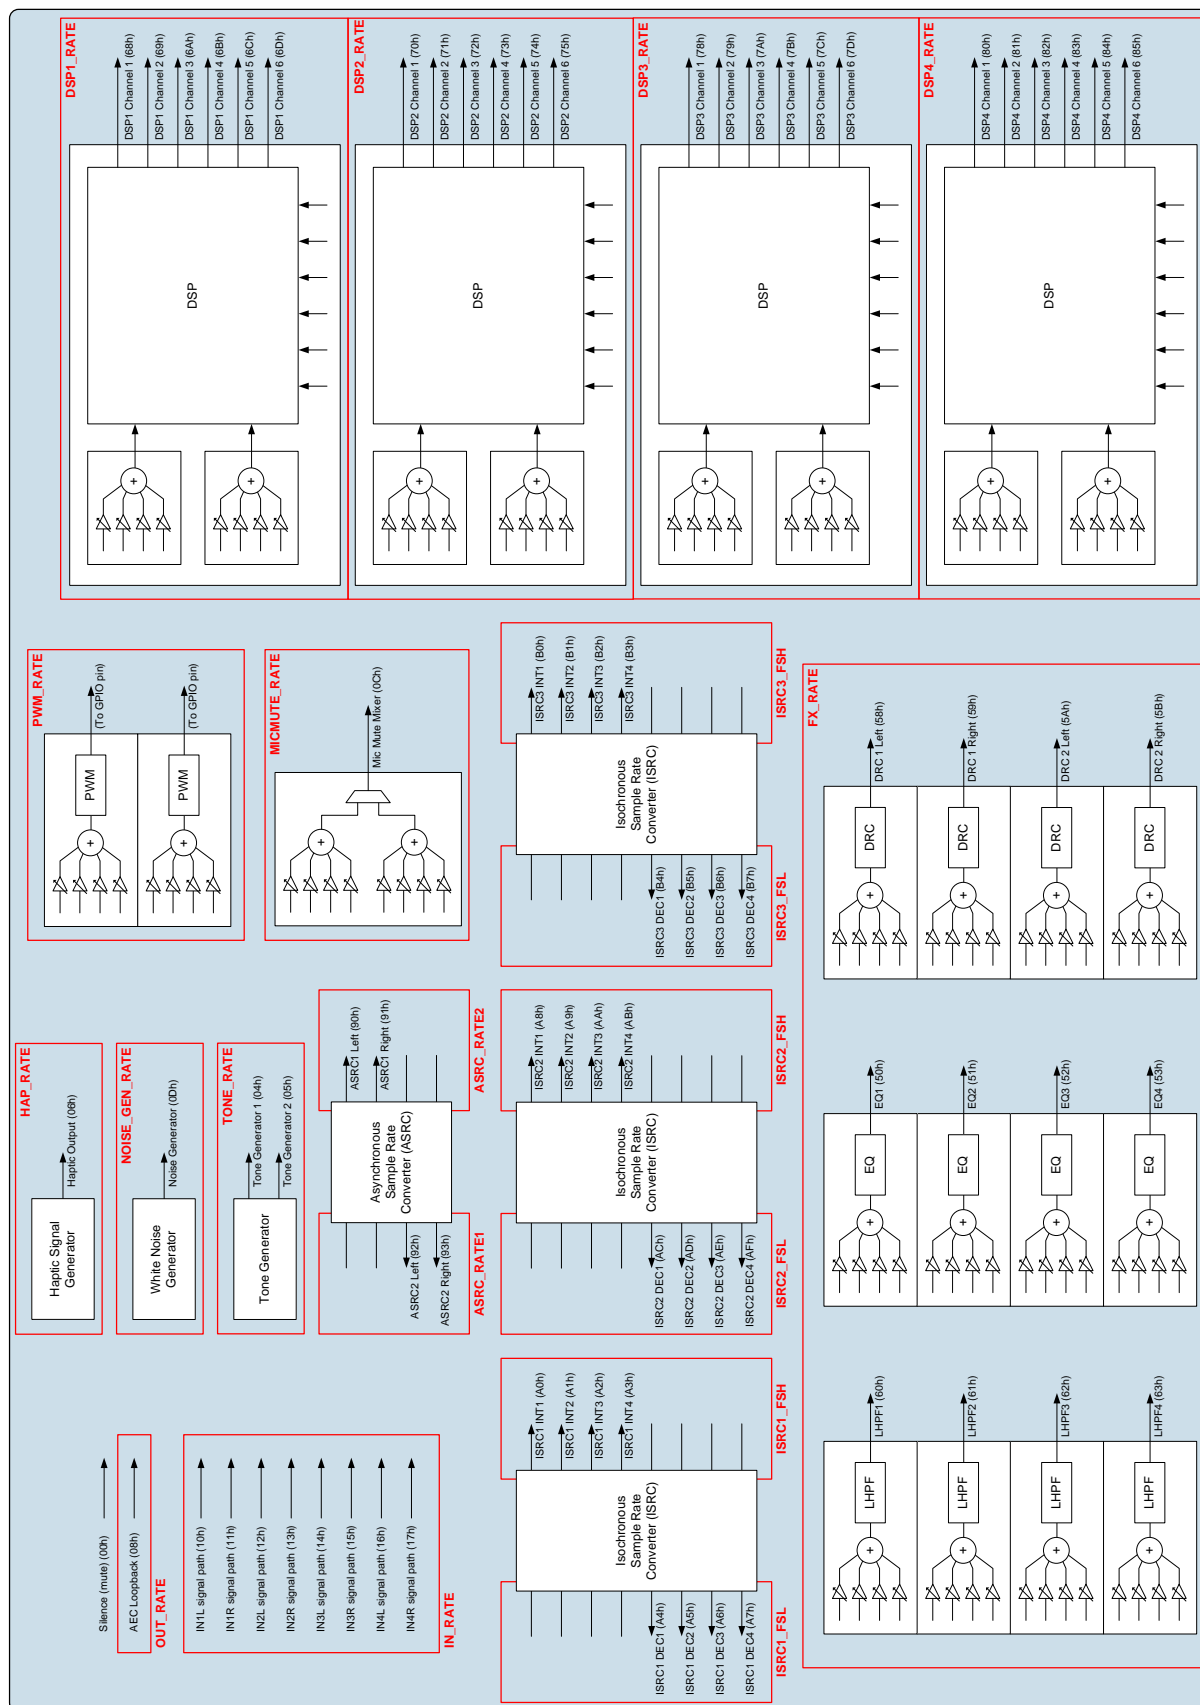 Silence (mute) (00h)
AEC Loopback (08h)
OUT_RATE
IN1L signal path (10h)
IN1R signal path (11h)
IN2L signal path (12h)
IN2R signal path (13h)
IN3L signal path (14h)
IN3R signal path (15h)
IN4L signal path (16h)
IN4R signal path (17h)
IN_RATE
HAP_RATE
Haptic Signal
Generator
Haptic Output (06h)
NOISE_GEN_RATE
White Noise
Generator
Noise Generator (0Dh)
TONE_RATE
Tone Generator
Tone Generator 1 (04h)
Tone Generator 2 (05h)
ASRC1 Left (90h)
ASRC1 Right (91h)
ASRC_RATE2
Asynchronous
Sample Rate
Converter (ASRC)
ASRC2 Left (92h)
ASRC2 Right (93h)
ASRC_RATE1
PWM_RATE
PWM
(To GPIO pin)
PWM
(To GPIO pin)
+
+
MICMUTE_RATE
Mic Mute Mixer (0Ch)
+
+
ISRC1 INT1 (A0h)
ISRC1 INT2 (A1h)
ISRC1 INT3 (A2h)
ISRC1 INT4 (A3h)
ISRC1_FSH
Isochronous
Sample Rate
Converter (ISRC)
ISRC1 DEC1 (A4h)
ISRC1 DEC2 (A5h)
ISRC1 DEC3 (A6h)
ISRC1 DEC4 (A7h)
ISRC1_FSL
ISRC2 INT1 (A8h)
ISRC2 INT2 (A9h)
ISRC2 INT3 (AAh)
ISRC2 INT4 (ABh)
ISRC2_FSH
Isochronous
Sample Rate
Converter (ISRC)
ISRC2 DEC1 (ACh)
ISRC2 DEC2 (ADh)
ISRC2 DEC3 (AEh)
ISRC2 DEC4 (AFh)
ISRC2_FSL
ISRC3 INT1 (B0h)
ISRC3 INT2 (B1h)
ISRC3 INT3 (B2h)
ISRC3 INT4 (B3h)
ISRC3_FSH
Isochronous
Sample Rate
Converter (ISRC)
ISRC3 DEC1 (B4h)
ISRC3 DEC2 (B5h)
ISRC3 DEC3 (B6h)
ISRC3 DEC4 (B7h)
ISRC3_FSL
FX_RATE
+
LHPF
LHPF1 (60h)
+
LHPF
LHPF2 (61h)
+
LHPF
LHPF3 (62h)
+
LHPF
LHPF4 (63h)
+
EQ
EQ1 (50h)
+
EQ
EQ2 (51h)
+
EQ
EQ3 (52h)
+
EQ
EQ4 (53h)
+
DRC
DRC 1 Left (58h)
+
DRC
DRC 1 Right (59h)
+
DRC
DRC 2 Left (5Ah)
+
DRC
DRC 2 Right (5Bh)
DSP1_RATE
DSP1 Channel 1 (68h)
DSP1 Channel 2 (69h)
DSP1 Channel 3 (6Ah)
DSP1 Channel 4 (6Bh)
DSP1 Channel 5 (6Ch)
DSP1 Channel 6 (6Dh)
DSP
+
+
DSP2_RATE
DSP2 Channel 1 (70h)
DSP2 Channel 2 (71h)
DSP2 Channel 3 (72h)
DSP2 Channel 4 (73h)
DSP2 Channel 5 (74h)
DSP2 Channel 6 (75h)
DSP
+
+
DSP3_RATE
DSP3 Channel 1 (78h)
DSP3 Channel 2 (79h)
DSP3 Channel 3 (7Ah)
DSP3 Channel 4 (7Bh)
DSP3 Channel 5 (7Ch)
DSP3 Channel 6 (7Dh)
DSP
+
+
DSP4_RATE
DSP4 Channel 1 (80h)
DSP4 Channel 2 (81h)
DSP4 Channel 3 (82h)
DSP4 Channel 4 (83h)
DSP4 Channel 5 (84h)
DSP4 Channel 6 (85h)
DSP
+
+